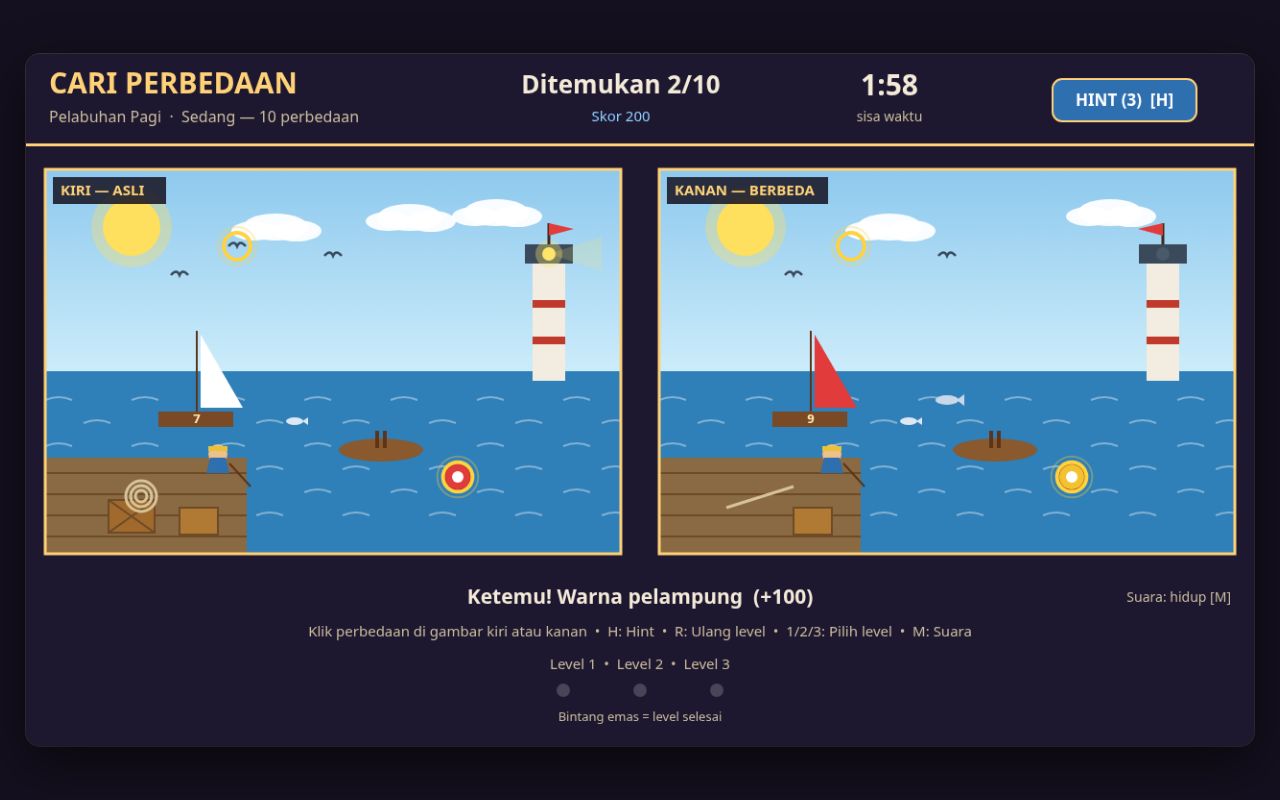 CARI PERBEDAAN
Pelabuhan Pagi · Sedang — 10 perbedaan
Ditemukan 2/10
Skor 200
1:58
sisa waktu
HINT (3) [H]
KIRI — ASLI
KANAN — BERBEDA
7
9
Ketemu! Warna pelampung (+100)
Suara: hidup [M]
Klik perbedaan di gambar kiri atau kanan • H: Hint • R: Ulang level • 1/2/3: Pilih level • M: Suara
Level 1 • Level 2 • Level 3
Bintang emas = level selesai